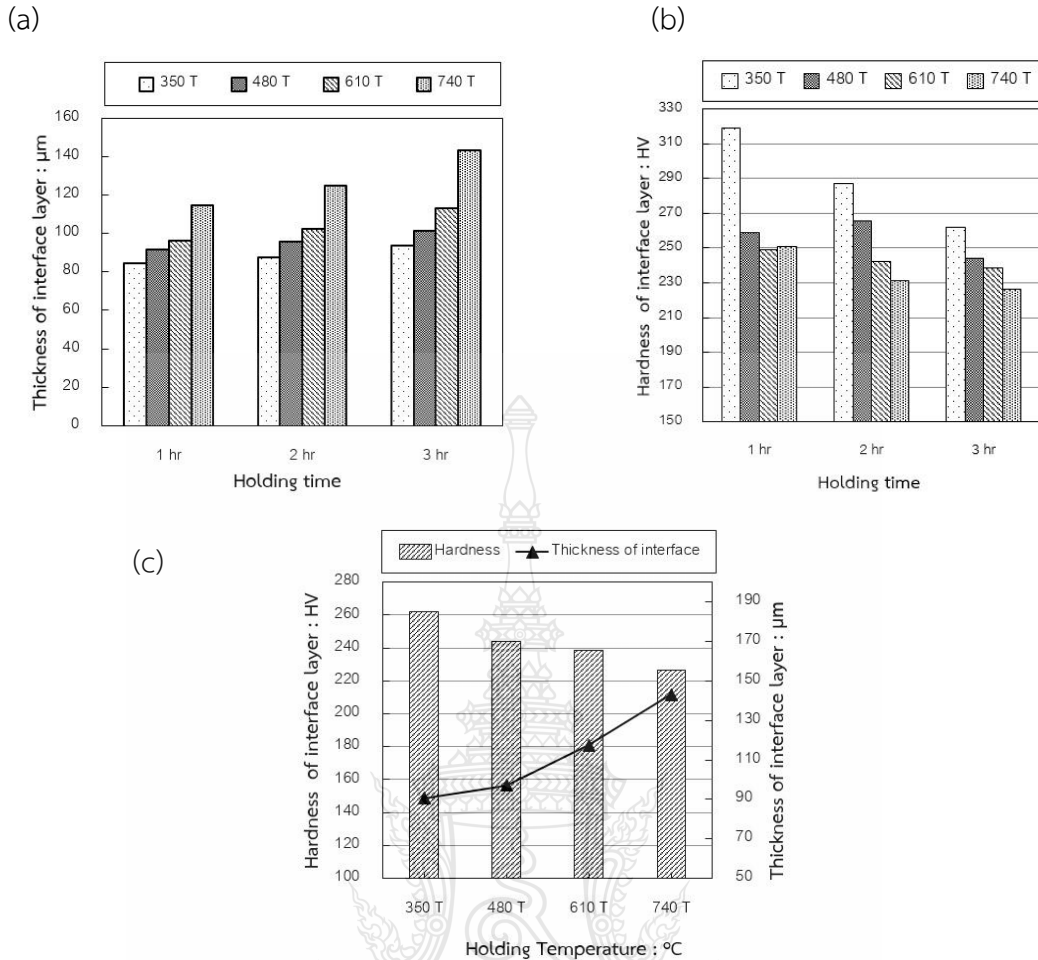 (a)
350 T 480 T 610 T 740 T
Thickness of interface layer : µm
160
140
120
100
80
60
40
20
0
1 hr 2 hr 3 hr
Holding time
(b)
350 T 480 T 610 T 740 T
Hardness of interface layer : HV
330
310
290
270
250
230
210
190
170
150
1 hr 2 hr 3 hr
Holding time
(c)
Hardness Thickness of interface
Hardness of interface layer : HV
280
260
240
220
200
180
160
140
120
100
190
170
150
130
110
90
70
50
Thickness of interface layer : µm
350 T 480 T 610 T 740 T
Holding Temperature : °C